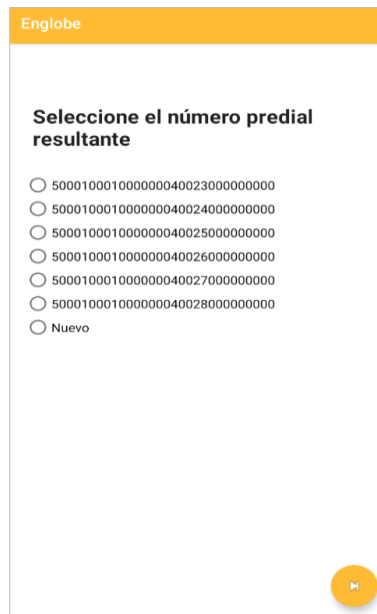 Englobe
Seleccione el número predial
resultante
500010001000000040023000000000
500010001000000040024000000000
500010001000000040025000000000
500010001000000040026000000000
500010001000000040027000000000
500010001000000040028000000000
Nuevo